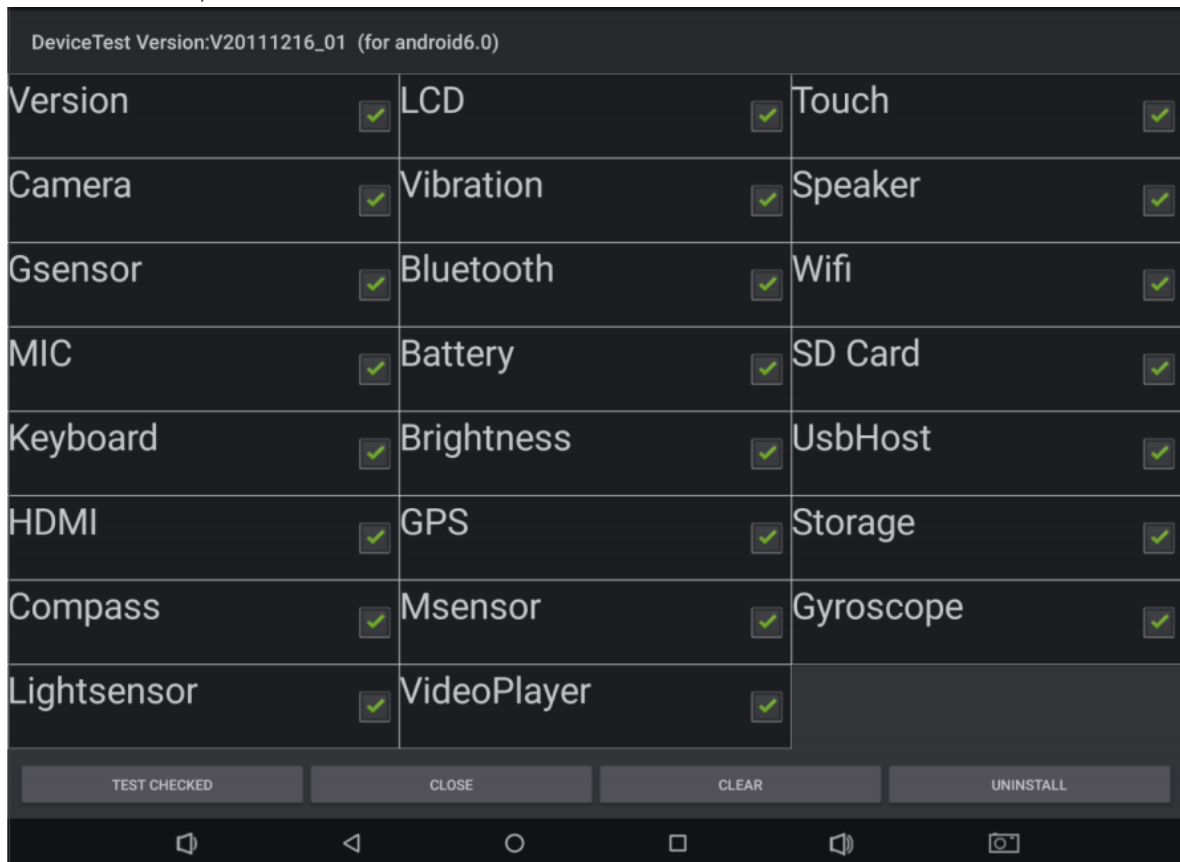 DeviceTest Version:V20111216_01 (for android6.0)
Version LCD Touch
Camera Vibration Speaker
Gsensor Bluetooth Wifi
MIC Battery SD Card
Keyboard Brightness UsbHost
HDMI GPS Storage
Compass Msensor Gyroscope
Lightsensor VideoPlayer
TEST CHECKED CLOSE CLEAR UNINSTALL